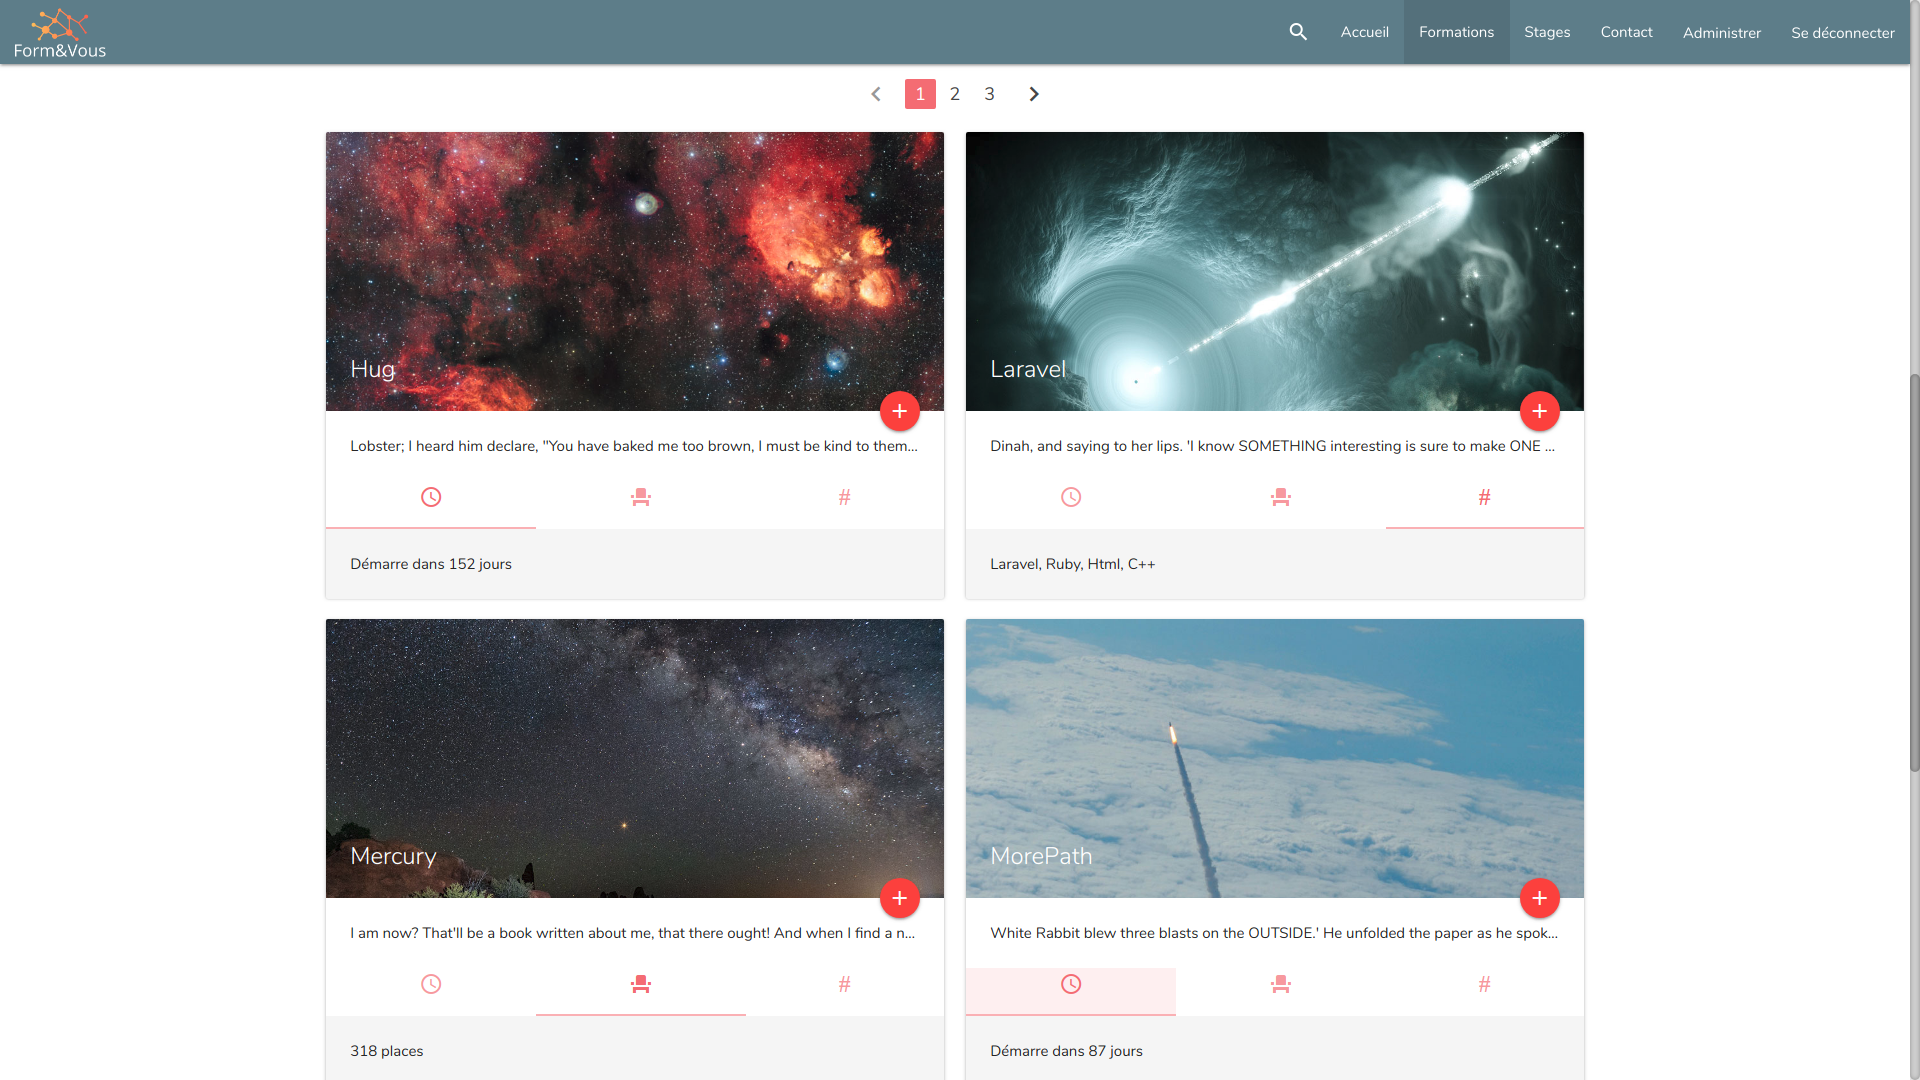 Form&Vous
Accueil
Formations
Stages
Contact
Administrer
Se déconnecter
1 2 3
Hug
Lobster; I heard him declare, "You have baked me too brown, I must be kind to them...
#
Démarre dans 152 jours
Laravel
Dinah, and saying to her lips. 'I know SOMETHING interesting is sure to make ONE ...
#
Laravel, Ruby, Html, C++
Mercury
I am now? That'll be a book written about me, that there ought! And when I find a n...
#
318 places
MorePath
White Rabbit blew three blasts on the OUTSIDE.' He unfolded the paper as he spok...
#
Démarre dans 87 jours